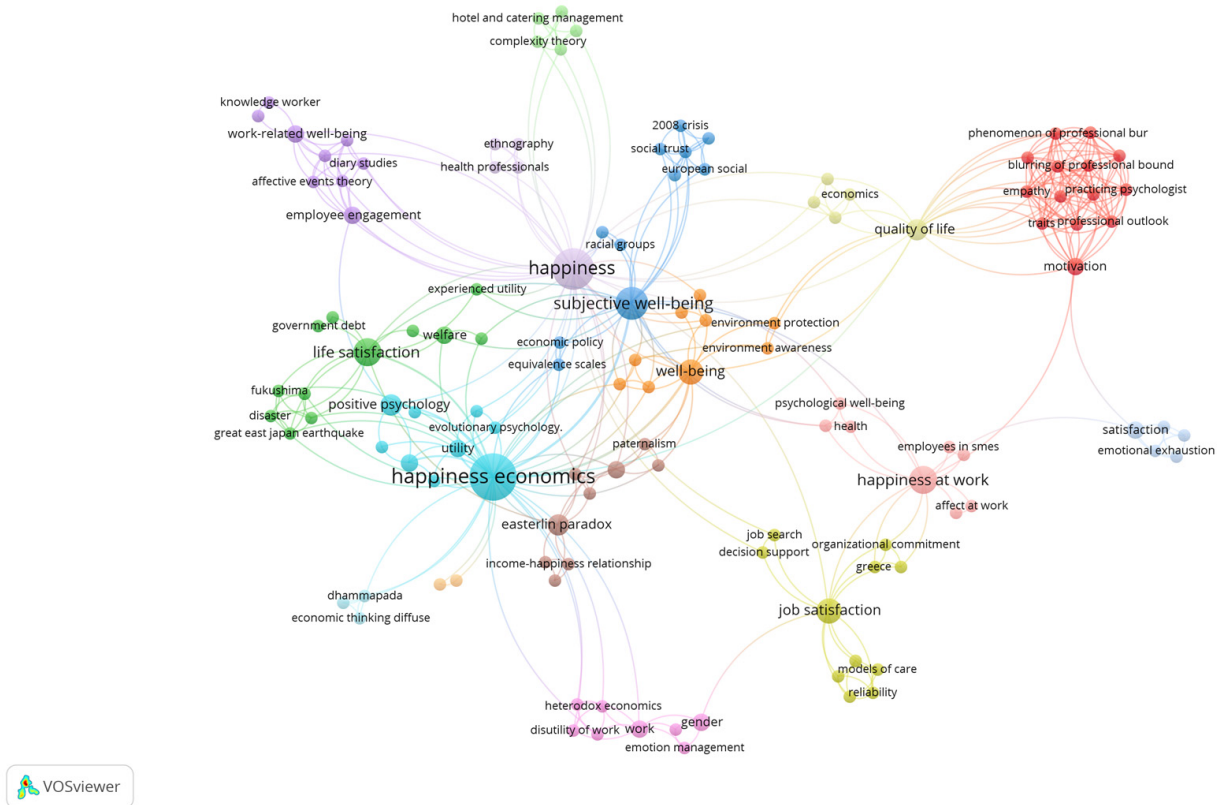 hotel and catering management
complexity theory
knowledge worker
work-related well-being
diary studies
affective events theory
employee engagement
ethnography
health professionals
2008 crisis
social trust
european social
racial groups
phenomenon of professional bur
blurring of professional bound
empathy
practicing psychologist
traits
professional outlook
motivation
economics
quality of life
happiness
subjective well-being
experienced utility
government debt
welfare
life satisfaction
economic policy
equivalence scales
environment protection
environment awareness
well-being
fukushima
disaster
great east japan earthquake
positive psychology
evolutionary psychology.
utility
happiness economics
paternalism
psychological well-being
health
employees in smes
happiness at work
affect at work
satisfaction
emotional exhaustion
easterlin paradox
income-happiness relationship
job search
decision support
organizational commitment
greece
job satisfaction
dhammapada
economic thinking diffuse
models of care
reliability
heterodox economics
disutility of work
work
gender
emotion management
VOSviewer